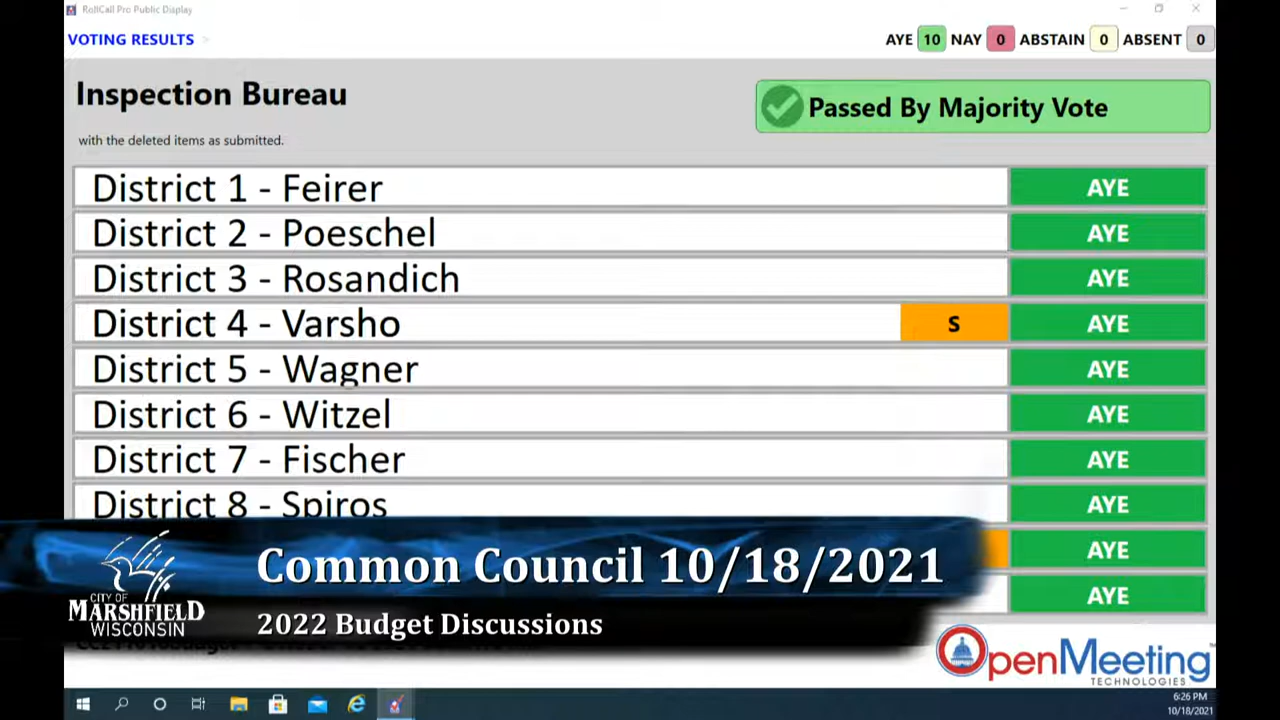 RollCall Pro Public Display
VOTING RESULTS >
AYE 10 NAY 0 ABSTAIN 0 ABSENT 0
Inspection Bureau
Passed By Majority Vote
with the deleted items as submitted.
District 1 - Feirer AYE
District 2 - Poeschel AYE
District 3 - Rosandich AYE
District 4 - Varsho S AYE
District 5 - Wagner AYE
District 6 - Witzel AYE
District 7 - Fischer AYE
District 8 - Spiros AYE
AYE
AYE
Common Council 10/18/2021
2022 Budget Discussions
CITY OF
MARSHFIELD
WISCONSIN
OpenMeeting
TECHNOLOGIES
6:26 PM
10/18/2021